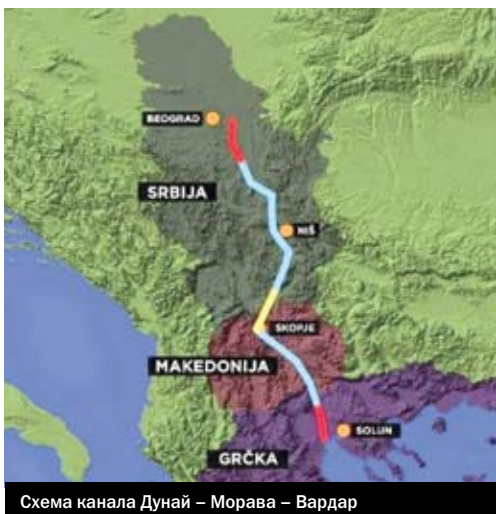 BEOGRAD
SRBIJA
NIŠ
SKOPJE
MAKEDONIJA
SOLUN
GRČKA
Схема канала Дунай – Морава – Вардар